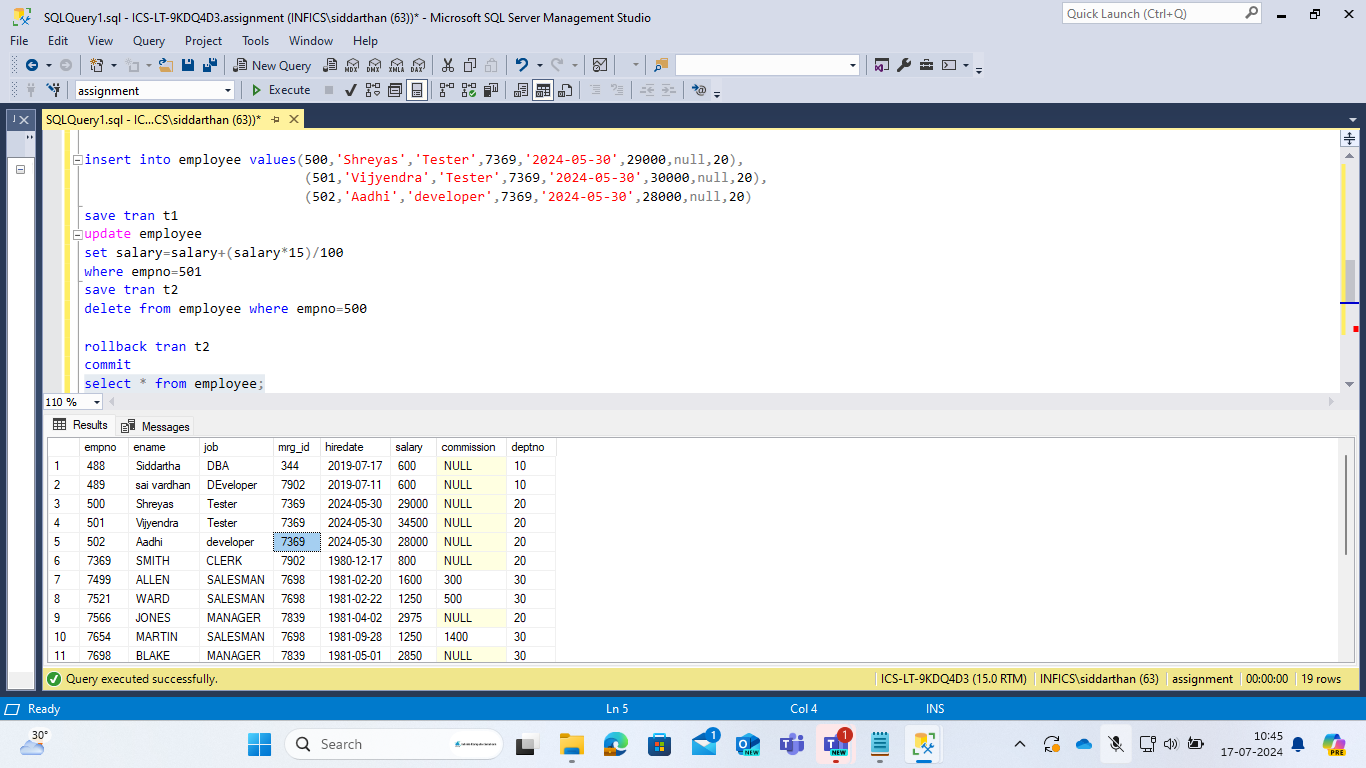 SQLQuery1.sql - ICS-LT-9KDQ4D3.assignment (INFICS\siddarthan (63))* - Microsoft SQL Server Management Studio
Quick Launch (Ctrl+Q)
File Edit View Query Project Tools Window Help
New Query MDX DMX XMLA DAX
assignment Execute
SQLQuery1.sql - IC...CS\siddarthan (63))*
insert into employee values(500,'Shreyas','Tester',7369,'2024-05-30',29000,null,20),
(501,'Vijyendra','Tester',7369,'2024-05-30',30000,null,20),
(502,'Aadhi','developer',7369,'2024-05-30',28000,null,20)
save tran t1
update employee
set salary=salary+(salary*15)/100
where empno=501
save tran t2
delete from employee where empno=500
rollback tran t2
commit
select * from employee;
110 %
Results Messages
empno ename job mrg_id hiredate salary commission deptno
1 488 Siddartha DBA 344 2019-07-17 600 NULL 10
2 489 sai vardhan DEveloper 7902 2019-07-11 600 NULL 10
3 500 Shreyas Tester 7369 2024-05-30 29000 NULL 20
4 501 Vijyendra Tester 7369 2024-05-30 34500 NULL 20
5 502 Aadhi developer 7369 2024-05-30 28000 NULL 20
6 7369 SMITH CLERK 7902 1980-12-17 800 NULL 20
7 7499 ALLEN SALESMAN 7698 1981-02-20 1600 300 30
8 7521 WARD SALESMAN 7698 1981-02-22 1250 500 30
9 7566 JONES MANAGER 7839 1981-04-02 2975 NULL 20
10 7654 MARTIN SALESMAN 7698 1981-09-28 1250 1400 30
11 7698 BLAKE MANAGER 7839 1981-05-01 2850 NULL 30
Query executed successfully. ICS-LT-9KDQ4D3 (15.0 RTM) INFICS\siddarthan (63) assignment 00:00:00 19 rows
Ready Ln 5 Col 4 INS
30° Search 1 NEW NEW 1 10:45 PRE
17-07-2024